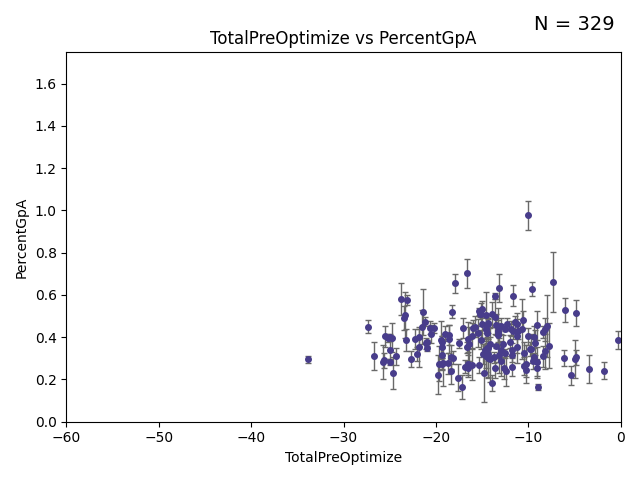 N = 329
TotalPreOptimize vs PercentGpA
1.6
1.4
1.2
1.0
0.8
0.6
0.4
0.2
0.0
PercentGpA
−60 −50 −40 −30 −20 −10 0
TotalPreOptimize